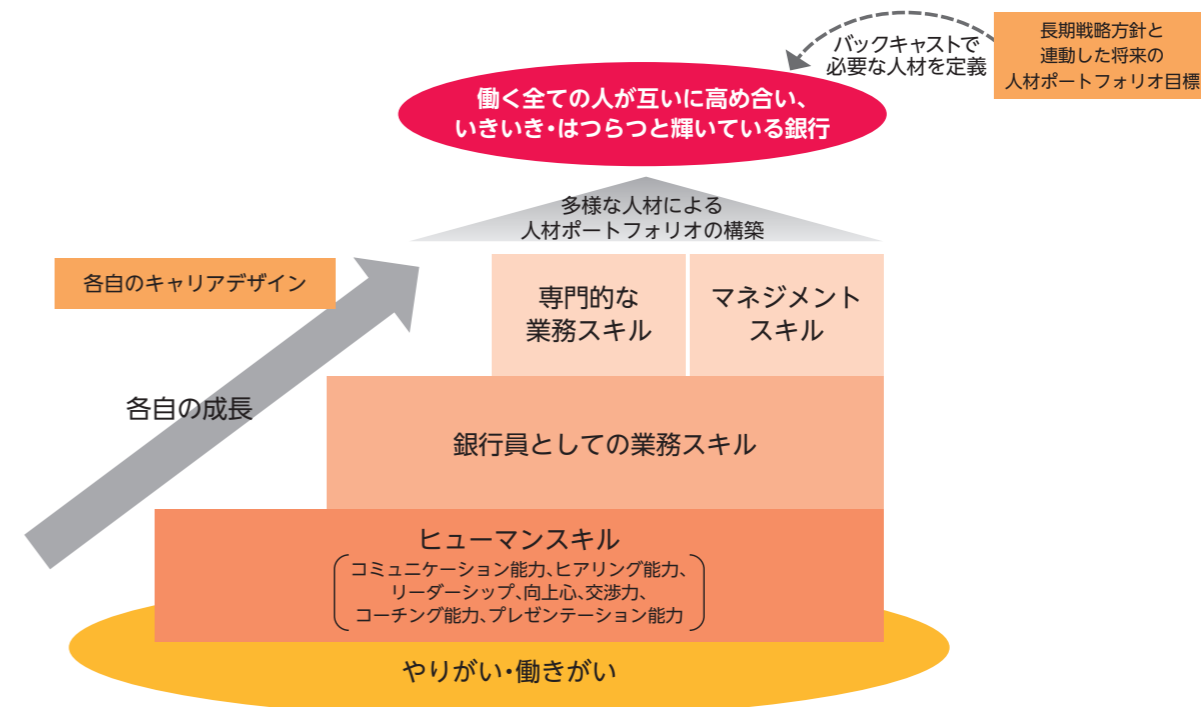 長期戦略方針と
連動した将来の
人材ポートフォリオ目標
バックキャストで
必要な人材を定義
働く全ての人が互いに高め合い、
いきいき・はつらつと輝いている銀行
多様な人材による
人材ポートフォリオの構築
各自のキャリアデザイン
専門的な
業務スキル
マネジメント
スキル
各自の成長
銀行員としての業務スキル
ヒューマンスキル
コミュニケーション能力、ヒアリング能力、
リーダーシップ、向上心、交渉力、
コーチング能力、プレゼンテーション能力
やりがい・働きがい